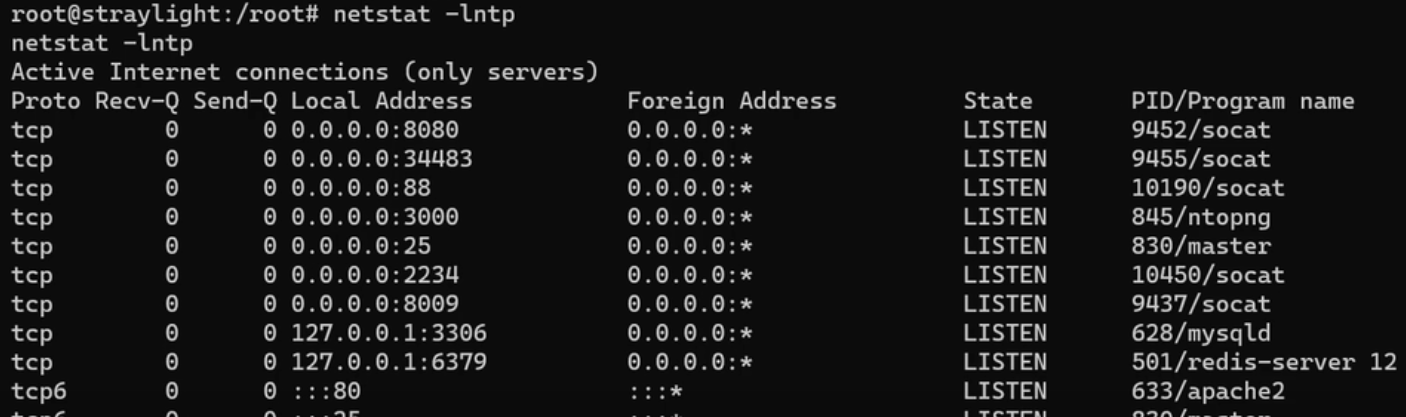 root@straylight:/root# netstat -lntp
netstat -lntp
Active Internet connections (only servers)
Proto Recv-Q Send-Q Local Address           Foreign Address         State       PID/Program name
tcp        0      0 0.0.0.0:8080            0.0.0.0:*               LISTEN      9452/socat
tcp        0      0 0.0.0.0:34483           0.0.0.0:*               LISTEN      9455/socat
tcp        0      0 0.0.0.0:88              0.0.0.0:*               LISTEN      10190/socat
tcp        0      0 0.0.0.0:3000            0.0.0.0:*               LISTEN      845/ntopng
tcp        0      0 0.0.0.0:25              0.0.0.0:*               LISTEN      830/master
tcp        0      0 0.0.0.0:2234            0.0.0.0:*               LISTEN      10450/socat
tcp        0      0 0.0.0.0:8009            0.0.0.0:*               LISTEN      9437/socat
tcp        0      0 127.0.0.1:3306          0.0.0.0:*               LISTEN      628/mysqld
tcp        0      0 127.0.0.1:6379          0.0.0.0:*               LISTEN      501/redis-server 12
tcp6       0      0 :::80                   :::*                    LISTEN      633/apache2